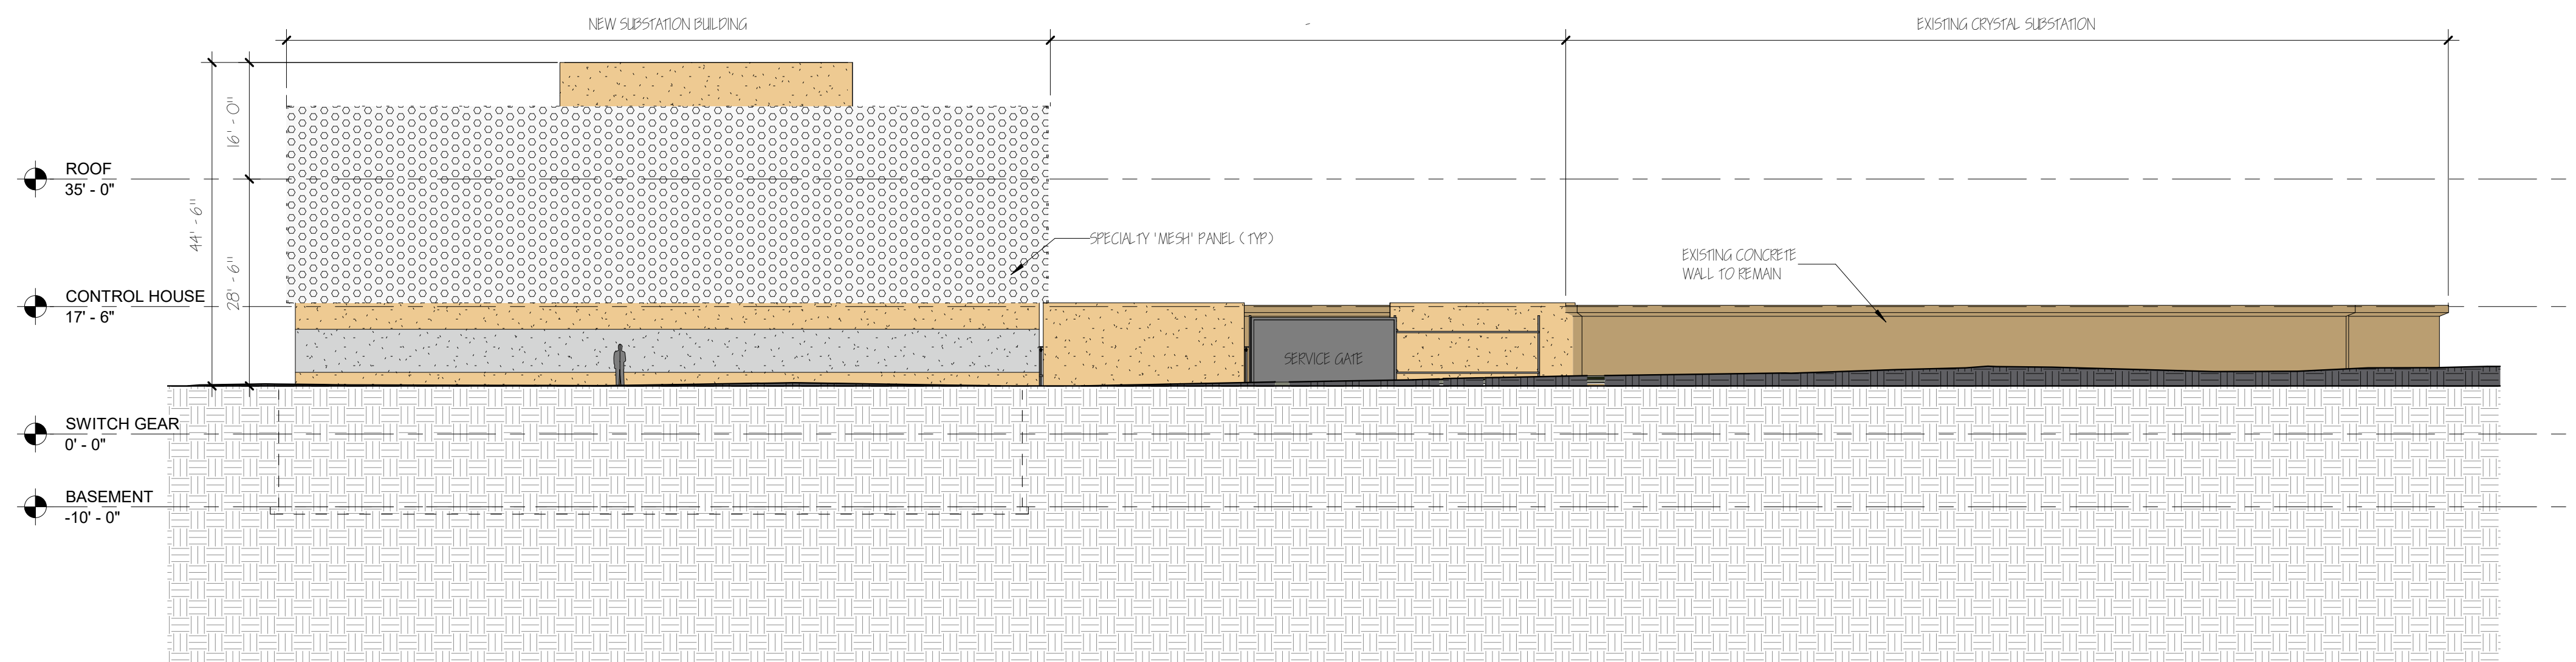 NEW SUBSTATION BUILDING
-
EXISTING CRYSTAL SUBSTATION
16' - 0"
ROOF
35' - 0"
44' - 6"
SPECIALTY 'MESH' PANEL (TYP)
EXISTING CONCRETE
WALL TO REMAIN
28' - 6"
CONTROL HOUSE
17' - 6"
SERVICE GATE
SWITCH GEAR
0' - 0"
BASEMENT
-10' - 0"